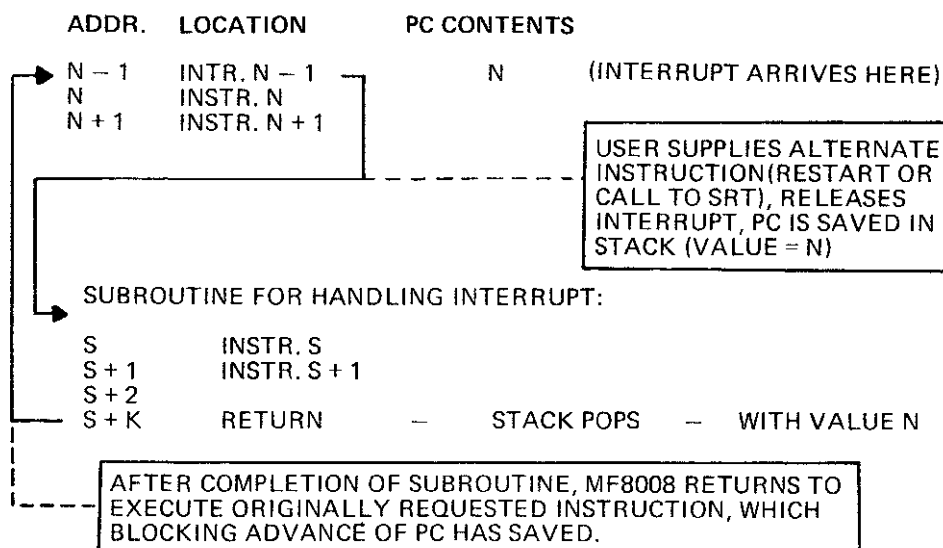 ADDR. LOCATION PC CONTENTS
N – 1 INTR. N – 1 N (INTERRUPT ARRIVES HERE)
N INSTR. N
N + 1 INSTR. N + 1
USER SUPPLIES ALTERNATE
INSTRUCTION(RESTART OR
CALL TO SRT), RELEASES
INTERRUPT, PC IS SAVED IN
STACK (VALUE = N)
SUBROUTINE FOR HANDLING INTERRUPT:
S INSTR. S
S + 1 INSTR. S + 1
S + 2
S + K RETURN – STACK POPS – WITH VALUE N
AFTER COMPLETION OF SUBROUTINE, MF8008 RETURNS TO
EXECUTE ORIGINALLY REQUESTED INSTRUCTION, WHICH
BLOCKING ADVANCE OF PC HAS SAVED.